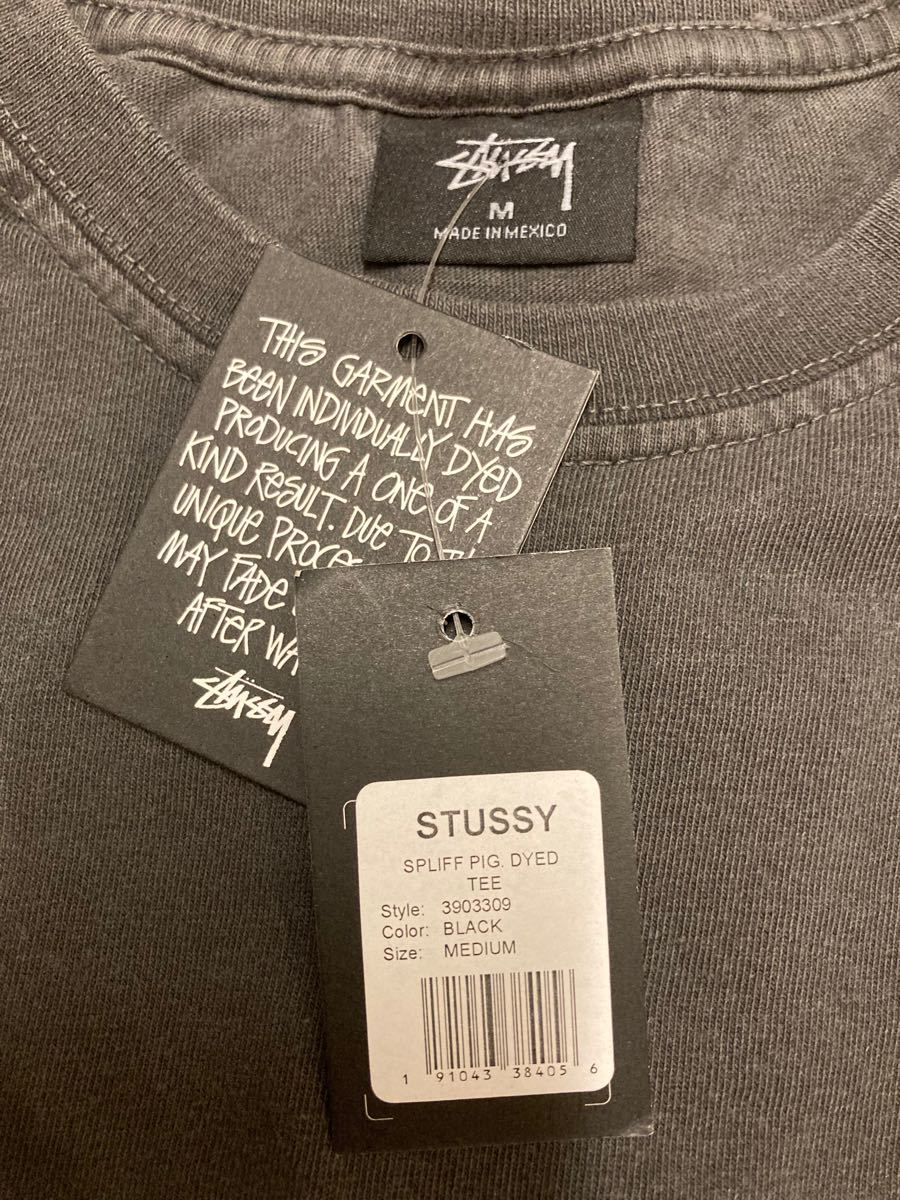 STÜSSY
M
MADE IN MEXICO
THIS GARMENT HAS
BEEN INDIVIDUALLY DYED
PRODUCING A ONE OF A
KIND RESULT. DUE TO
UNIQUE
MAY FADE
AFTER
STÜSSY
STUSSY
SPLIFF PIG. DYED
TEE
Style: 3903309
Color: BLACK
Size: MEDIUM
1 91043 38405 6